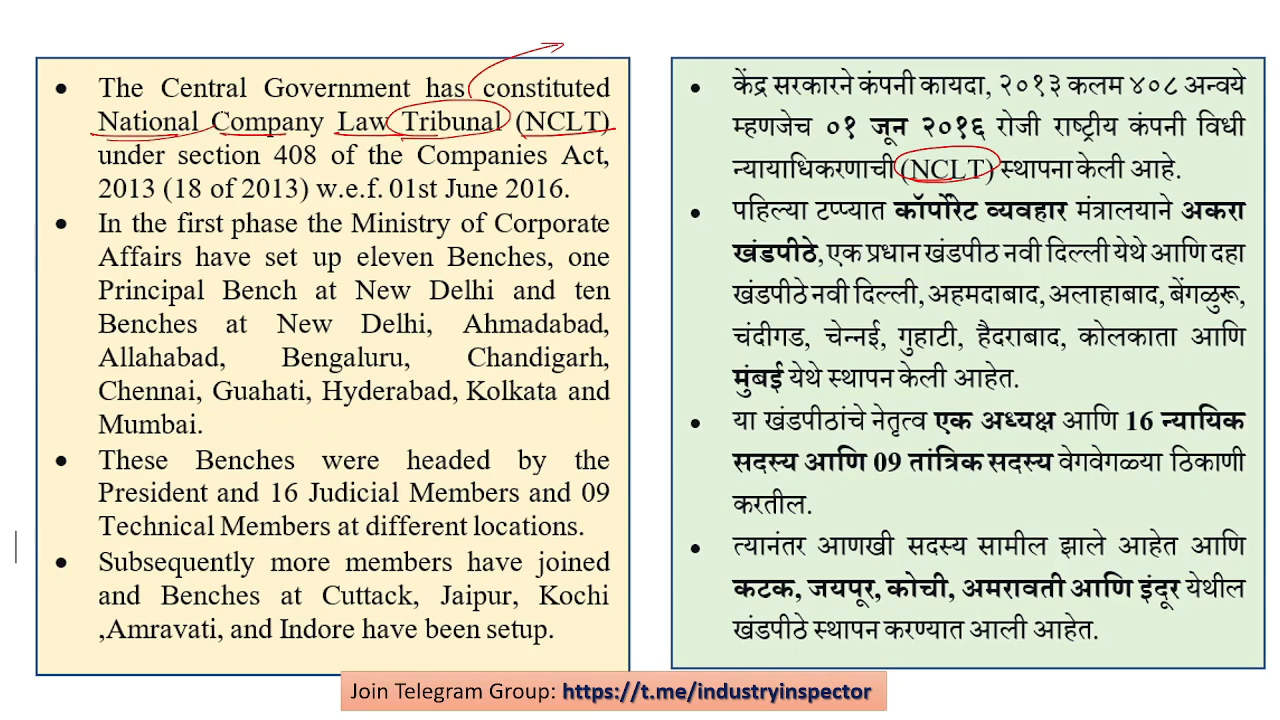 • The Central Government has constituted
National Company Law Tribunal (NCLT)
under section 408 of the Companies Act,
2013 (18 of 2013) w.e.f. 01st June 2016.
• In the first phase the Ministry of Corporate
Affairs have set up eleven Benches, one
Principal Bench at New Delhi and ten
Benches at New Delhi, Ahmadabad,
Allahabad, Bengaluru, Chandigarh,
Chennai, Guahati, Hyderabad, Kolkata and
Mumbai.
• These Benches were headed by the
President and 16 Judicial Members and 09
Technical Members at different locations.
• Subsequently more members have joined
and Benches at Cuttack, Jaipur, Kochi
,Amravati, and Indore have been setup.
• केंद्र सरकारने कंपनी कायदा, २०१३ कलम ४०८ अन्वये
म्हणजेच ०१ जून २०१६ रोजी राष्ट्रीय कंपनी विधी
न्यायाधिकरणाची (NCLT) स्थापना केली आहे.
• पहिल्या टप्प्यात कॉर्पोरेट व्यवहार मंत्रालयाने अकरा
खंडपीठे, एक प्रधान खंडपीठ नवी दिल्ली येथे आणि दहा
खंडपीठे नवी दिल्ली, अहमदाबाद, अलाहाबाद, बेंगळुरू,
चंदीगड, चेन्नई, गुहाटी, हैदराबाद, कोलकाता आणि
मुंबई येथे स्थापन केली आहेत.
• या खंडपीठांचे नेतृत्व एक अध्यक्ष आणि 16 न्यायिक
सदस्य आणि 09 तांत्रिक सदस्य वेगवेगळ्या ठिकाणी
करतील.
• त्यानंतर आणखी सदस्य सामील झाले आहेत आणि
कटक, जयपूर, कोची, अमरावती आणि इंदूर येथील
खंडपीठे स्थापन करण्यात आली आहेत.
Join Telegram Group: https://t.me/industryinspector